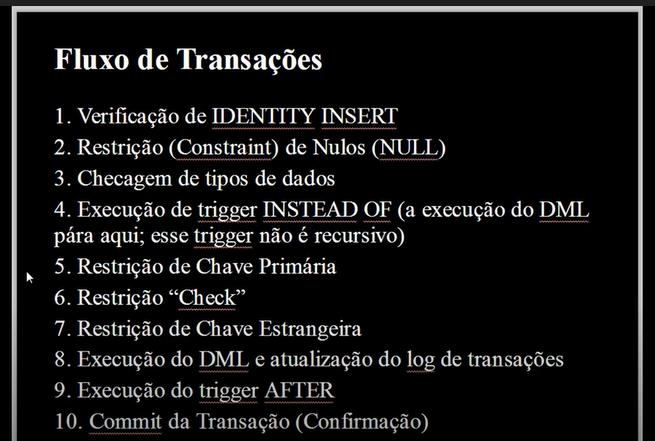 Fluxo de Transações
1. Verificação de IDENTITY INSERT
2. Restrição (Constraint) de Nulos (NULL)
3. Checagem de tipos de dados
4. Execução de trigger INSTEAD OF (a execução do DML
pára aqui; esse trigger não é recursivo)
5. Restrição de Chave Primária
6. Restrição “Check”
7. Restrição de Chave Estrangeira
8. Execução do DML e atualização do log de transações
9. Execução do trigger AFTER
10. Commit da Transação (Confirmação)